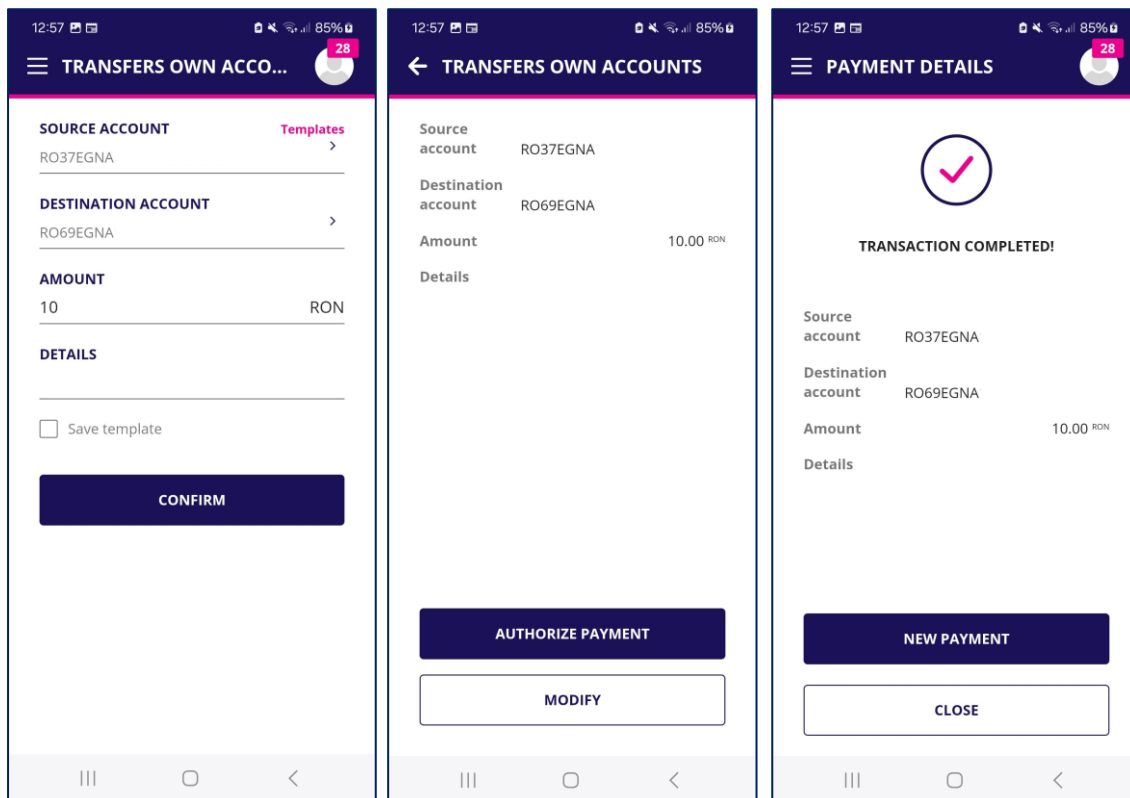 12:57
85%
28
TRANSFERS OWN ACCO...
SOURCE ACCOUNT
Templates
RO37EGNA
DESTINATION ACCOUNT
RO69EGNA
AMOUNT
10 RON
DETAILS
Save template
CONFIRM
12:57
85%
TRANSFERS OWN ACCOUNTS
Source
account RO37EGNA
Destination
account RO69EGNA
Amount 10.00 RON
Details
AUTHORIZE PAYMENT
MODIFY
12:57
85%
28
PAYMENT DETAILS
TRANSACTION COMPLETED!
Source
account RO37EGNA
Destination
account RO69EGNA
Amount 10.00 RON
Details
NEW PAYMENT
CLOSE